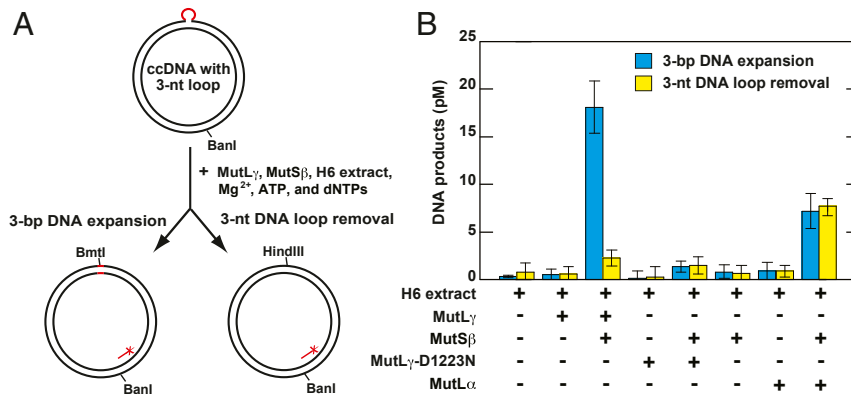 A
ccDNA with
3-nt loop
BanI
+ MutLγ, MutSβ, H6 extract,
Mg2+, ATP, and dNTPs
3-bp DNA expansion
3-nt DNA loop removal
BmtI
HindIII
BanI
BanI
B
DNA products (pM)
25
20
15
10
5
0
3-bp DNA expansion
3-nt DNA loop removal
H6 extract + + + + + + + +
MutLγ - + + - - - - -
MutSβ - - + - + + - +
MutLγ-D1223N - - - + + - - -
MutLα - - - - - - + +